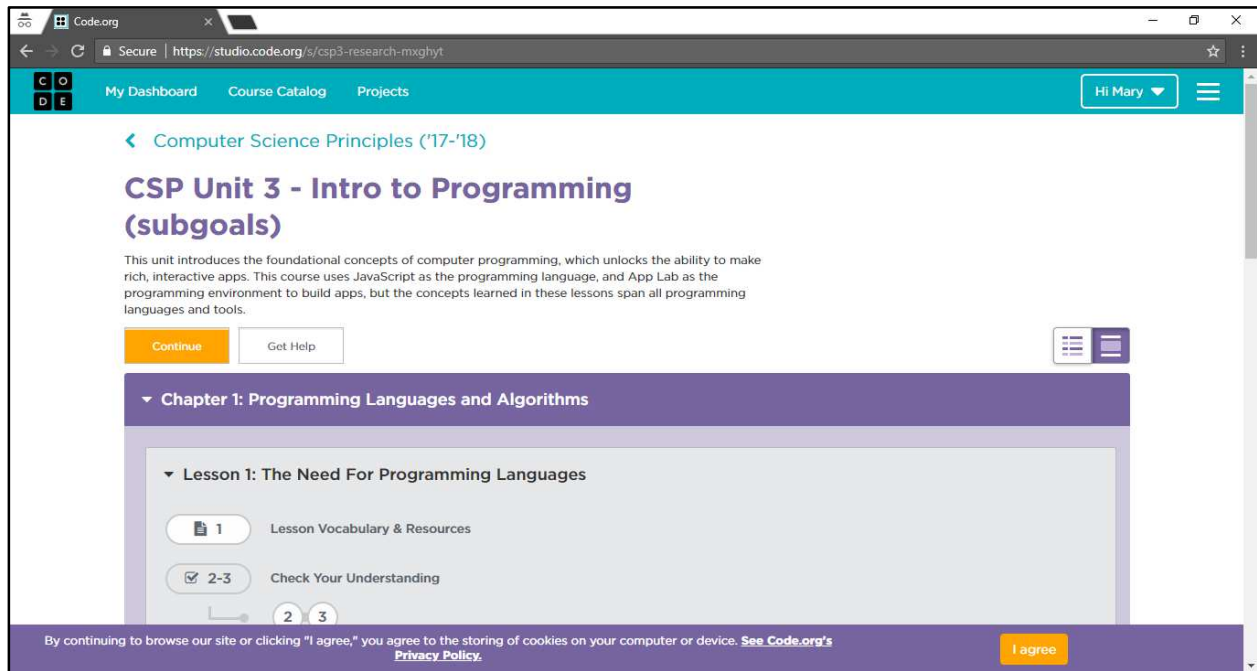 Code.org
Secure | https://studio.code.org/s/csp3-research-mxghyt
C O
D E
My Dashboard Course Catalog Projects
Hi Mary
Computer Science Principles ('17-'18)
CSP Unit 3 - Intro to Programming
(subgoals)
This unit introduces the foundational concepts of computer programming, which unlocks the ability to make
rich, interactive apps. This course uses JavaScript as the programming language, and App Lab as the
programming environment to build apps, but the concepts learned in these lessons span all programming
languages and tools.
Continue Get Help
Chapter 1: Programming Languages and Algorithms
Lesson 1: The Need For Programming Languages
1 Lesson Vocabulary & Resources
2-3 Check Your Understanding
2 3
By continuing to browse our site or clicking "I agree," you agree to the storing of cookies on your computer or device. See Code.org's
Privacy Policy.
I agree